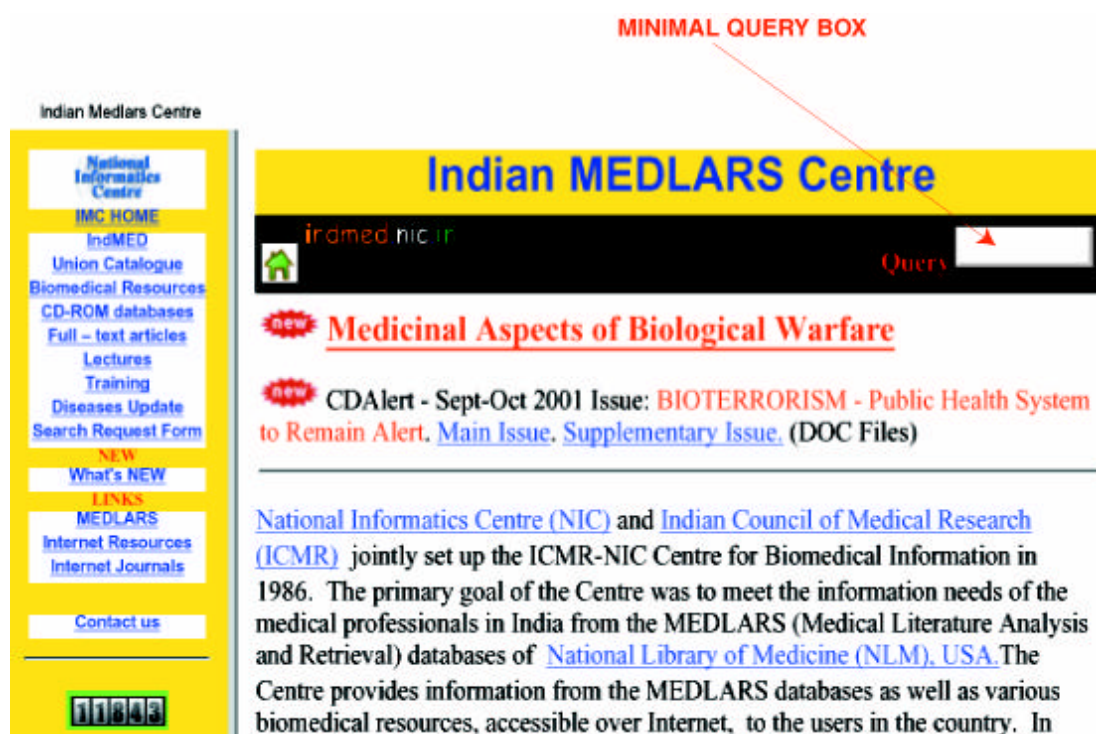 MINIMAL QUERY BOX
Indian Medlars Centre
National
Informatics
Centre
IMC HOME
IndMED
Union Catalogue
Biomedical Resources
CD-ROM databases
Full – text articles
Lectures
Training
Diseases Update
Search Request Form
NEW
What's NEW
LINKS
MEDLARS
Internet Resources
Internet Journals
Contact us
11843
Indian MEDLARS Centre
indmed nic in
Query
new Medicinal Aspects of Biological Warfare
new CDAlert - Sept-Oct 2001 Issue: BIOTERRORISM - Public Health System
to Remain Alert. Main Issue. Supplementary Issue. (DOC Files)
National Informatics Centre (NIC) and Indian Council of Medical Research
(ICMR) jointly set up the ICMR-NIC Centre for Biomedical Information in
1986. The primary goal of the Centre was to meet the information needs of the
medical professionals in India from the MEDLARS (Medical Literature Analysis
and Retrieval) databases of National Library of Medicine (NLM), USA.The
Centre provides information from the MEDLARS databases as well as various
biomedical resources, accessible over Internet, to the users in the country. In